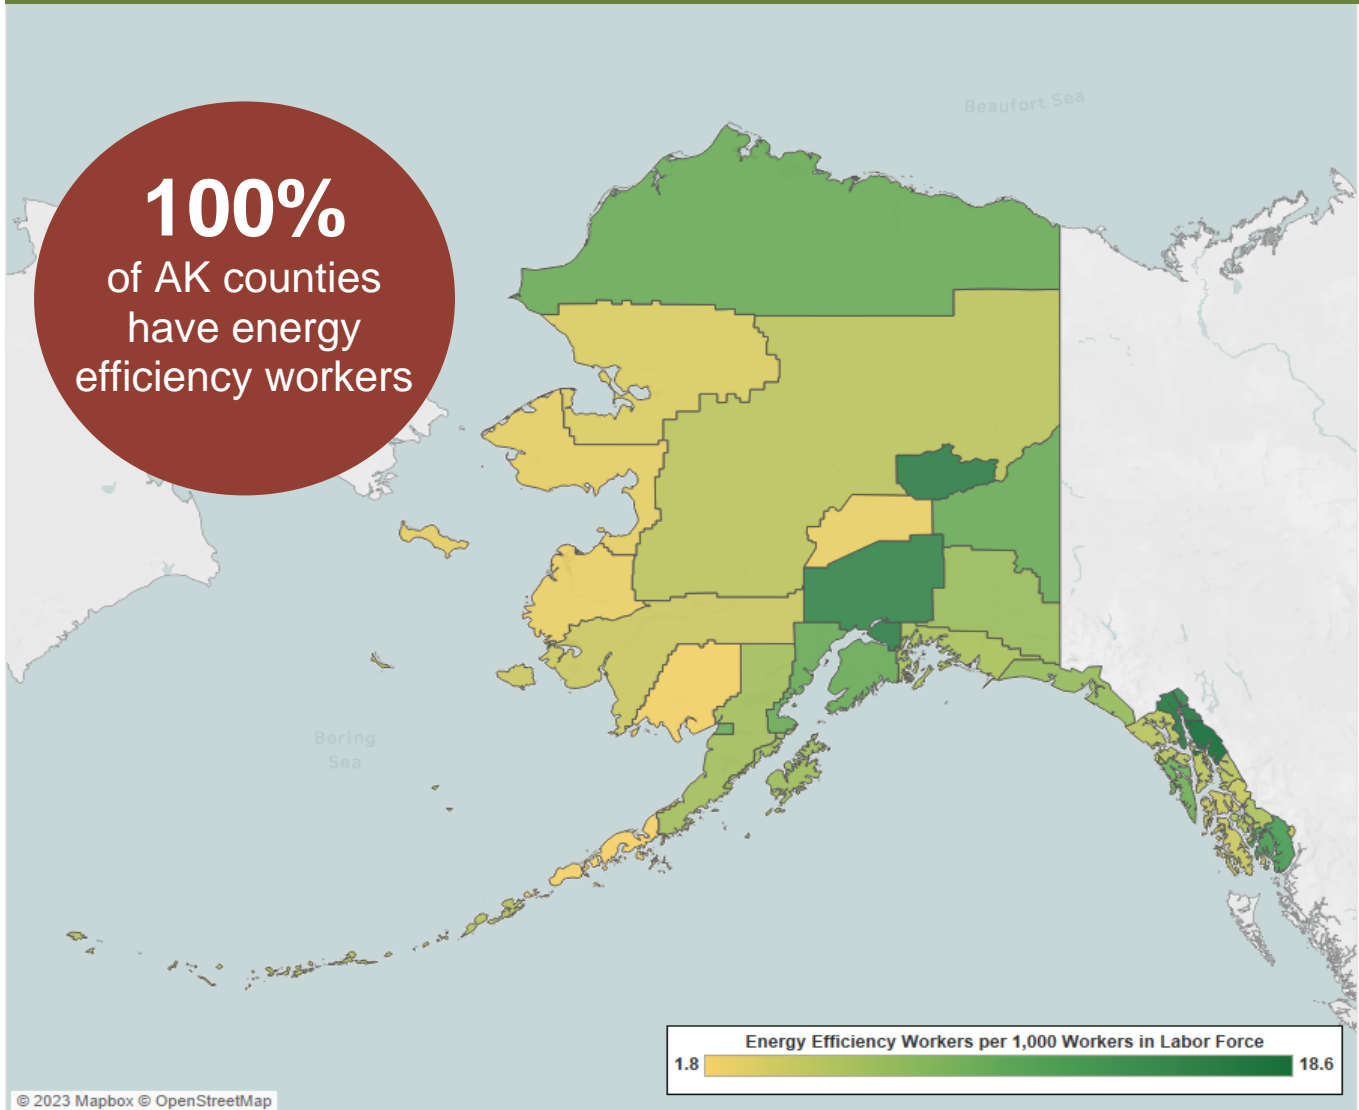 Beaufort Sea
100%
of AK counties
have energy
efficiency workers
Bering
Sea
Energy Efficiency Workers per 1,000 Workers in Labor Force
1.8
18.6
© 2023 Mapbox © OpenStreetMap